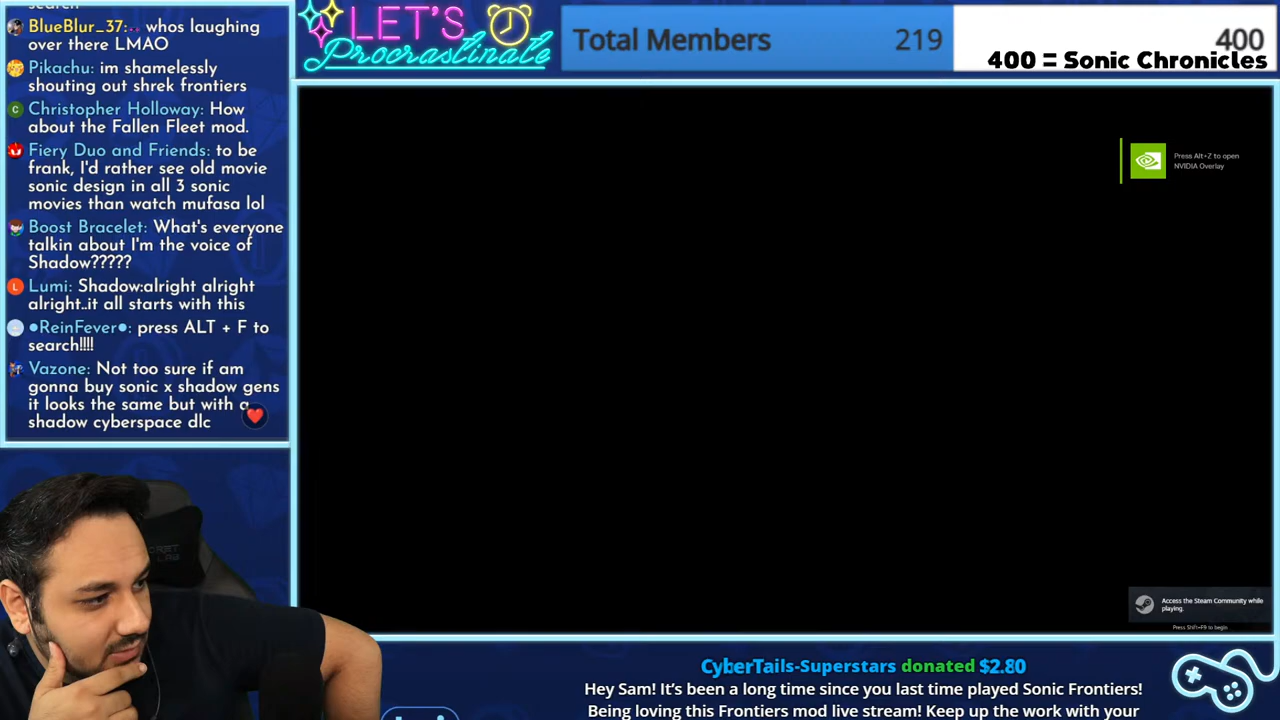 search
BlueBlur_37: whos laughing
over there LMAO
Pikachu: im shamelessly
shouting out shrek frontiers
Christopher Holloway: How
about the Fallen Fleet mod.
Fiery Duo and Friends: to be
frank, I'd rather see old movie
sonic design in all 3 sonic
movies than watch mufasa lol
Boost Bracelet: What's everyone
talkin about I'm the voice of
Shadow?????
Lumi: Shadow:alright alright
alright..it all starts with this
●ReinFever●: press ALT + F to
search!!!!
Vazone: Not too sure if am
gonna buy sonic x shadow gens
it looks the same but with a
shadow cyberspace dlc
LET'S
Procrastinate
Total Members 219
400
400 = Sonic Chronicles
Press Alt+Z to open
NVIDIA Overlay
Access the Steam Community while
playing.
Press Shift+F9 to begin
CyberTails-Superstars donated $2.80
Hey Sam! It's been a long time since you last time played Sonic Frontiers!
Being loving this Frontiers mod live stream! Keep up the work with your